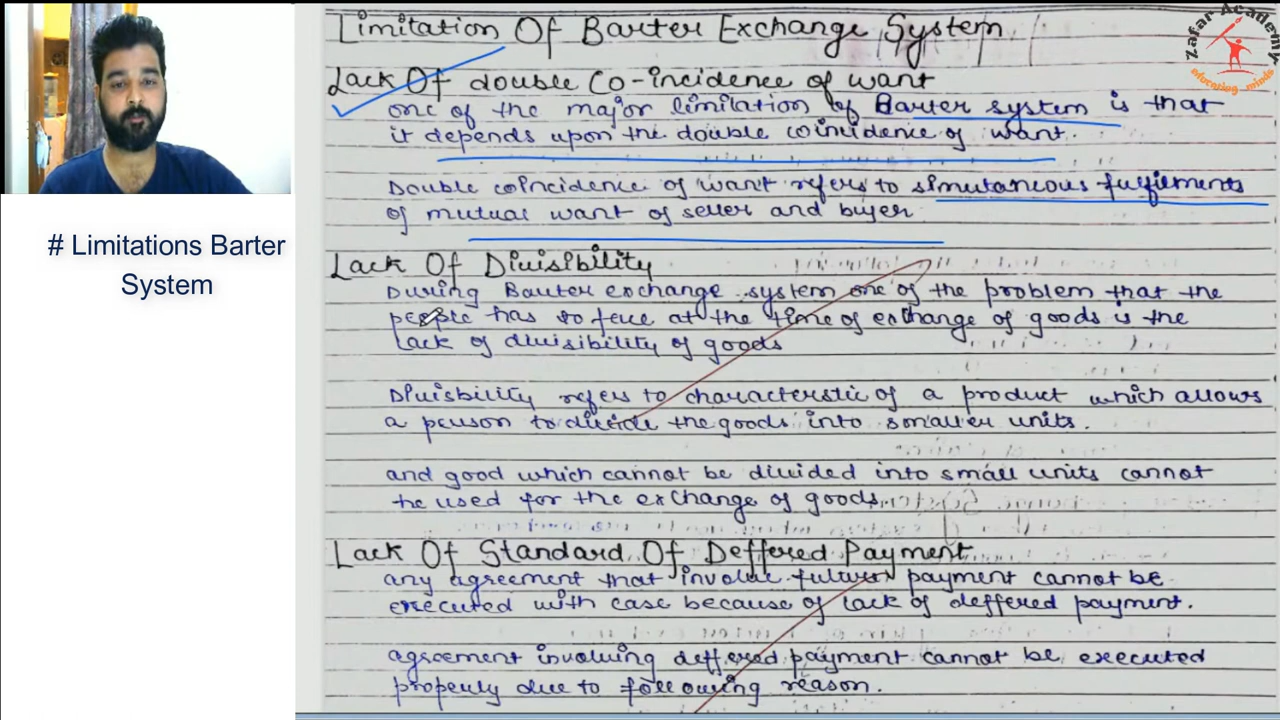 Limitation Of Barter Exchange System
Zafar Academy
educating minds
Lack Of double Co-incidence of want
one of the major limitation of Barter system is that
it depends upon the double coincidence of want.
Double coincidence of want refers to simutaneous fulfilments
of mutual want of seller and buyer
# Limitations Barter
System
Lack Of Divisibility
During Barter exchange system one of the problem that the
people has to face at the time of exchange of goods is the
Lack of divisibility of goods
Divisbility refers to characterstic of a product which allows
a person to divide the goods into smaller units.
and good which cannot be divided into small units cannot
be used for the exchange of goods
Lack Of Standard Of Deffered Payment
any agreement that involve future payment cannot be
executed with ease because of lack of deffered payment.
agreement involving deffered payment cannot be executed
properly due to following reason.